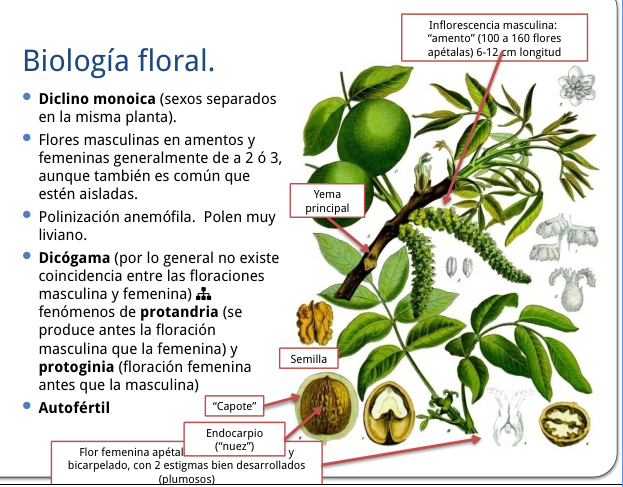 Inflorescencia masculina:
“amento” (100 a 160 flores
apétalas) 6-12 cm longitud
Biología floral.
Diclino monoica (sexos separados
en la misma planta).
Flores masculinas en amentos y
femeninas generalmente de a 2 ó 3,
aunque también es común que
estén aisladas.
Polinización anemófila. Polen muy
liviano.
Dicógama (por lo general no existe
coincidencia entre las floraciones
masculina y femenina)
fenómenos de protandria (se
produce antes la floración
masculina que la femenina) y
protoginia (floración femenina
antes que la masculina)
Autofértil
Yema
principal
Semilla
“Capote”
Endocarpio
(“nuez”)
Flor femenina y
bicarpelado, con 2 estigmas bien desarrollados
(plumosos)